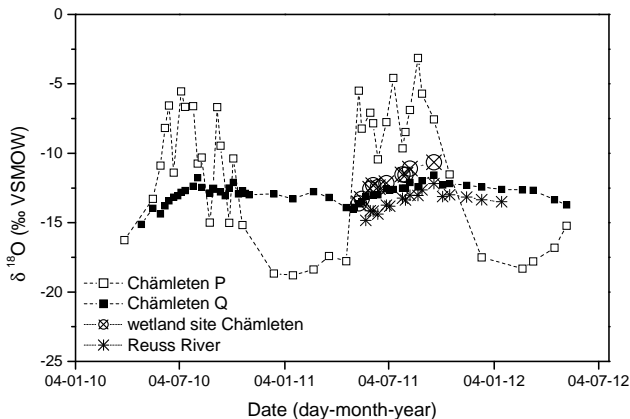 0
-5
-10
-15
-20
-25
δ ¹⁸O (‰ VSMOW)
Chämleten P
Chämleten Q
wetland site Chämleten
Reuss River
04-01-10 04-07-10 04-01-11 04-07-11 04-01-12 04-07-12
Date (day-month-year)